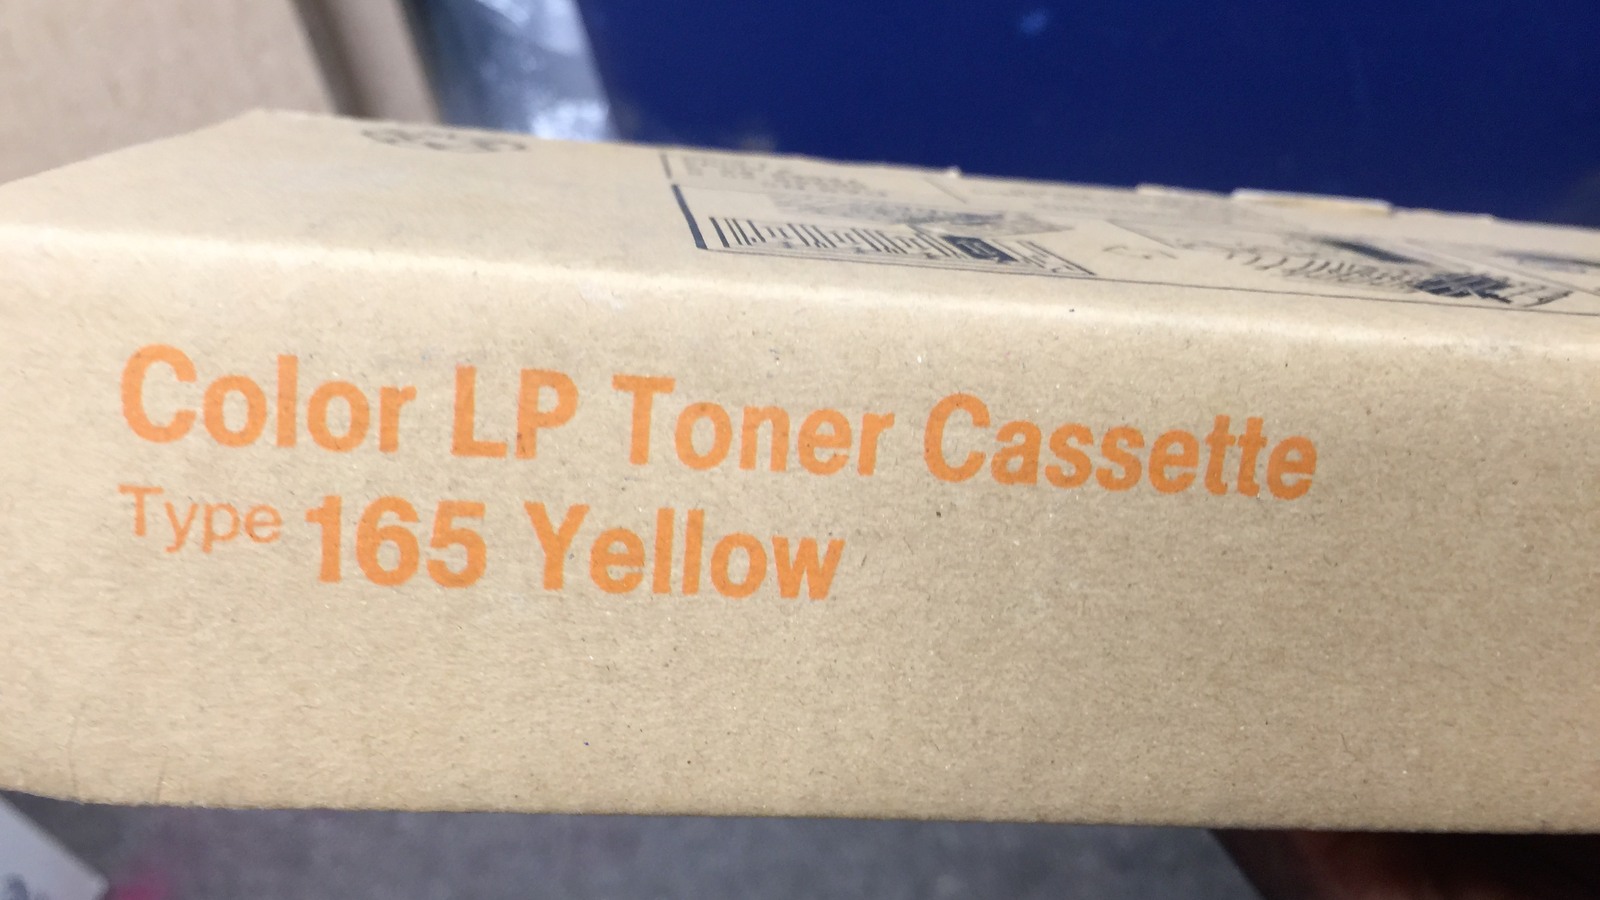 Color LP Toner Cassette
Type 165 Yellow